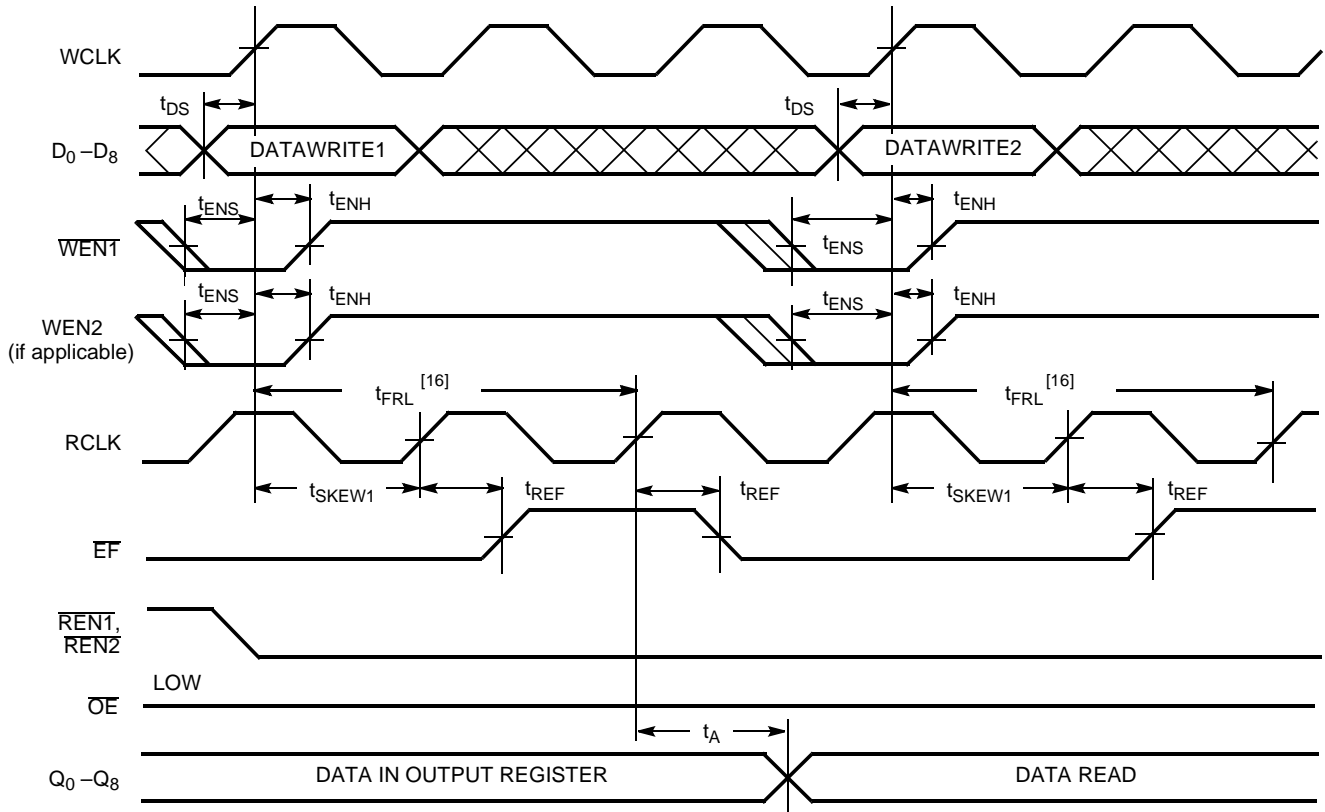 WCLK
tDS tDS
D0 –D8 DATAWRITE1 DATAWRITE2
tENS tENH tENH
WEN1 tENS
tENS tENH tENS tENH
WEN2
(if applicable)
tFRL [16] tFRL [16]
RCLK
tSKEW1 tREF tREF tSKEW1 tREF
EF
REN1,
REN2
LOW
OE
tA
Q0 –Q8 DATA IN OUTPUT REGISTER DATA READ